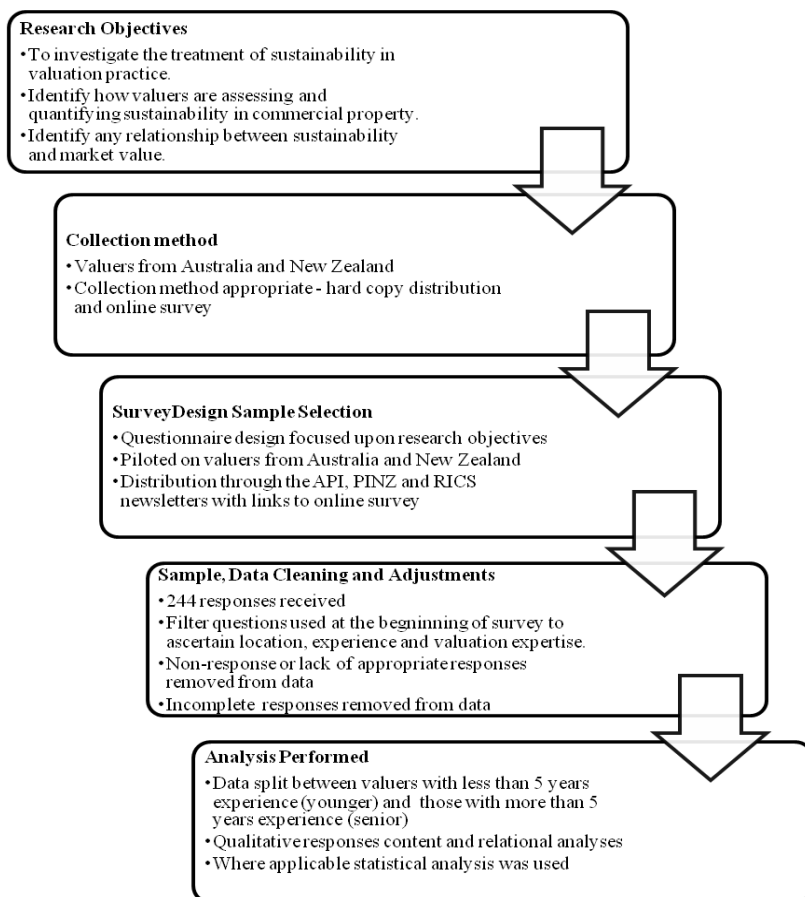 Research Objectives
•To investigate the treatment of sustainability in
valuation practice.
•Identify how valuers are assessing and
quantifying sustainability in commercial property.
•Identify any relationship between sustainability
and market value.
Collection method
• Valuers from Australia and New Zealand
• Collection method appropriate - hard copy distribution
and online survey
SurveyDesign Sample Selection
•Questionnaire design focused upon research objectives
•Piloted on valuers from Australia and New Zealand
•Distribution through the API, PINZ and RICS
newsletters with links to online survey
Sample, Data Cleaning and Adjustments
•244 responses received
•Filter questions used at the begninning of survey to
ascertain location, experience and valuation expertise.
•Non-response or lack of appropriate responses
removed from data
•Incomplete responses removed from data
Analysis Performed
•Data split between valuers with less than 5 years
experience (younger) and those with more than 5
years experience (senior)
•Qualitative responses content and relational analyses
•Where applicable statistical analysis was used